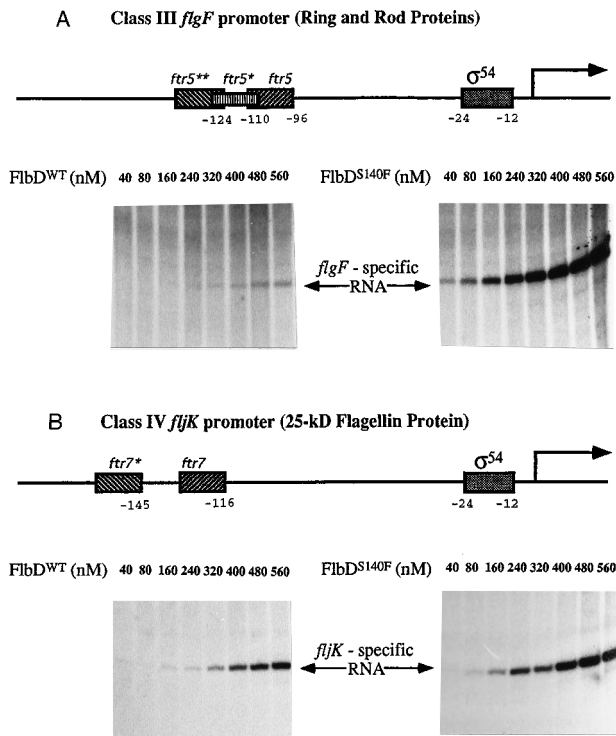 A Class III flgF promoter (Ring and Rod Proteins)
ftr5** ftr5* ftr5 σ54
-124 -110 -96 -24 -12
FlbDWT (nM) 40 80 160 240 320 400 480 560 FlbDS140F (nM) 40 80 160 240 320 400 480 560
flgF - specific
RNA
B Class IV fljK promoter (25-kD Flagellin Protein)
ftr7* ftr7 σ54
-145 -116 -24 -12
FlbDWT (nM) 40 80 160 240 320 400 480 560 FlbDS140F (nM) 40 80 160 240 320 400 480 560
fljK - specific
RNA